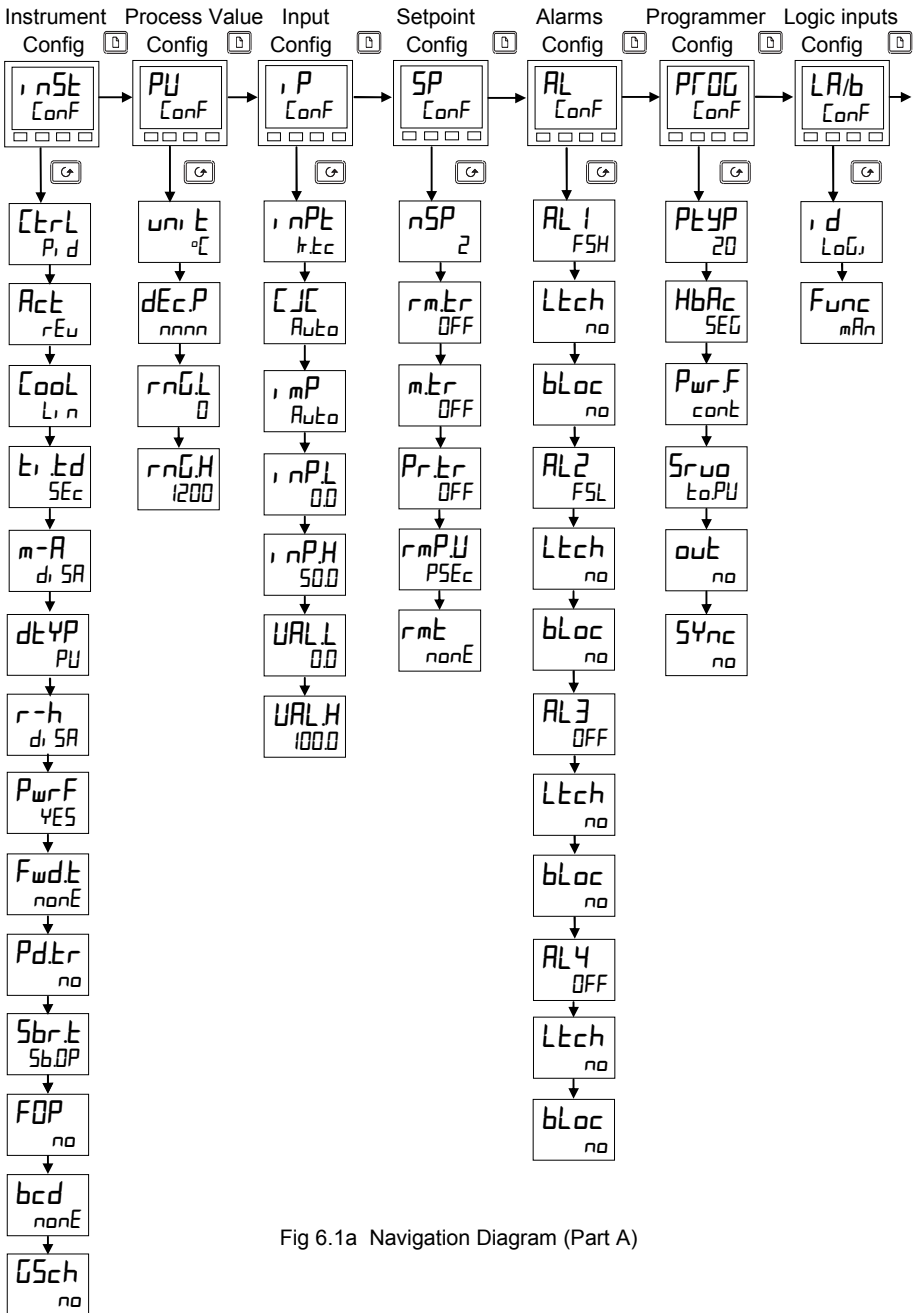 Instrument Config
Process Value Config
Input Config
Setpoint Config
Alarms Config
Programmer Config
Logic inputs Config
inSt
ConF
CtrL
Pid
Act
rEv
CooL
Lin
ti.td
SEc
m-A
diSA
dtYP
PV
r-h
diSA
PwrF
YES
Fwd.t
nonE
Pd.tr
no
Sbr.t
Sb.OP
FOP
no
bcd
nonE
GSch
no
PV
ConF
unit
°C
dEc.P
nnnn
rnG.L
0
rnG.H
1200
iP
ConF
inPt
k.tc
CJC
Auto
imP
Auto
inP.L
0.0
inP.H
50.0
VAL.L
0.0
VAL.H
100.0
SP
ConF
nSP
2
rm.tr
OFF
m.tr
OFF
Pr.tr
OFF
rmP.U
PSEc
rmt
nonE
AL
ConF
AL1
FSH
Ltch
no
bLoc
no
AL2
FSL
Ltch
no
bLoc
no
AL3
OFF
Ltch
no
bLoc
no
AL4
OFF
Ltch
no
bLoc
no
PROG
ConF
PtYP
20
HbAc
SEG
Pwr.F
cont
Srvo
to.PV
out
no
SYnc
no
LA/b
ConF
id
LoG.i
Func
mAn
Fig 6.1a Navigation Diagram (Part A)